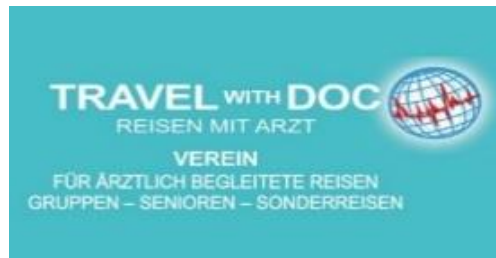 TRAVEL WITH DOC
REISEN MIT ARZT
VEREIN
FÜR ÄRZTLICH BEGLEITETE REISEN
GRUPPEN – SENIOREN – SONDERREISEN